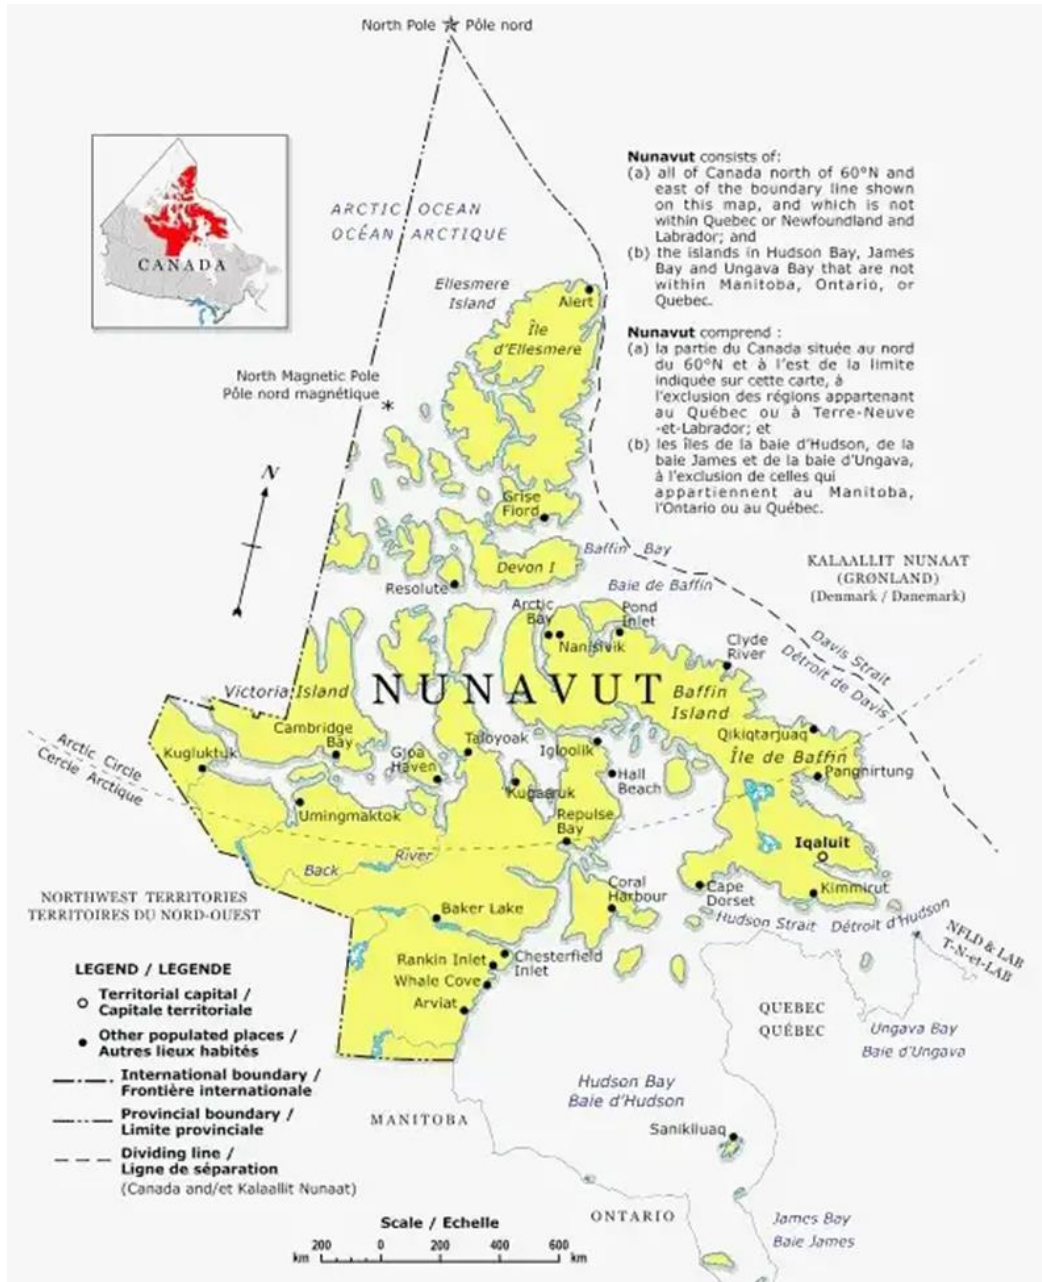 North Pole Pôle nord
CANADA
ARCTIC OCEAN
OCÉAN ARCTIQUE
Nunavut consists of:
(a) all of Canada north of 60°N and
east of the boundary line shown
on this map, and which is not
within Quebec or Newfoundland and
Labrador; and
(b) the islands in Hudson Bay, James
Bay and Ungava Bay that are not
within Manitoba, Ontario, or
Quebec.
Nunavut comprend :
(a) la partie du Canada située au nord
du 60°N et à l'est de la limite
indiquée sur cette carte, à
l'exclusion des régions appartenant
au Québec ou à Terre-Neuve
-et-Labrador; et
(b) les îles de la baie d'Hudson, de la
baie James et de la baie d'Ungava,
à l'exclusion de celles qui
appartiennent au Manitoba,
l'Ontario ou au Québec.
Ellesmere
Island
Alert
Île
d'Ellesmere
North Magnetic Pole
Pôle nord magnétique
N
Grise
Fiord
Baffin Bay
Baie de Baffin
Devon I
Resolute
KALAALLIT NUNAAT
(GRØNLAND)
(Denmark / Danemark)
Arctic
Bay
Nanisivik
Pond
Inlet
Clyde
River
Davis Strait
Détroit de Davis
NUNAVUT
Victoria Island
Baffin
Island
Cambridge
Bay
Kugluktuk
Gjoa
Haven
Taloyoak
Igloolik
Qikiqtarjuaq
Île de Baffin
Pangnirtung
Arctic Circle
Cercle Arctique
Hall
Beach
Kugaaruk
Umingmaktok
Repulse
Bay
Iqaluit
Back River
Coral
Harbour
Cape
Dorset
Kimmirut
NORTHWEST TERRITORIES
TERRITOIRES DU NORD-OUEST
Baker Lake
Hudson Strait Détroit d'Hudson
NFLD & LAB
T-N-et-LAB
Rankin Inlet
Chesterfield
Inlet
Whale Cove
Arviat
QUEBEC
QUÉBEC
Ungava Bay
Baie d'Ungava
LEGEND / LEGENDE
Territorial capital /
Capitale territoriale
Other populated places /
Autres lieux habités
International boundary /
Frontière internationale
Provincial boundary /
Limite provinciale
Dividing line /
Ligne de séparation
(Canada and/et Kalaallit Nunaat)
MANITOBA
Hudson Bay
Baie d'Hudson
Sanikiluaq
ONTARIO
James Bay
Baie James
Scale / Echelle
200 0 200 400 600
km km